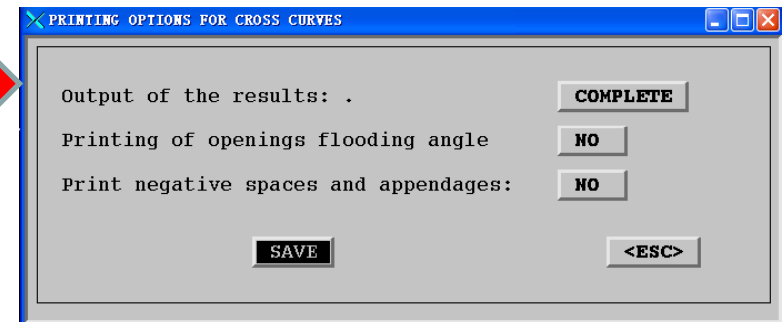 PRINTING OPTIONS FOR CROSS CURVES
Output of the results: . COMPLETE
Printing of openings flooding angle NO
Print negative spaces and appendages: NO
SAVE <ESC>